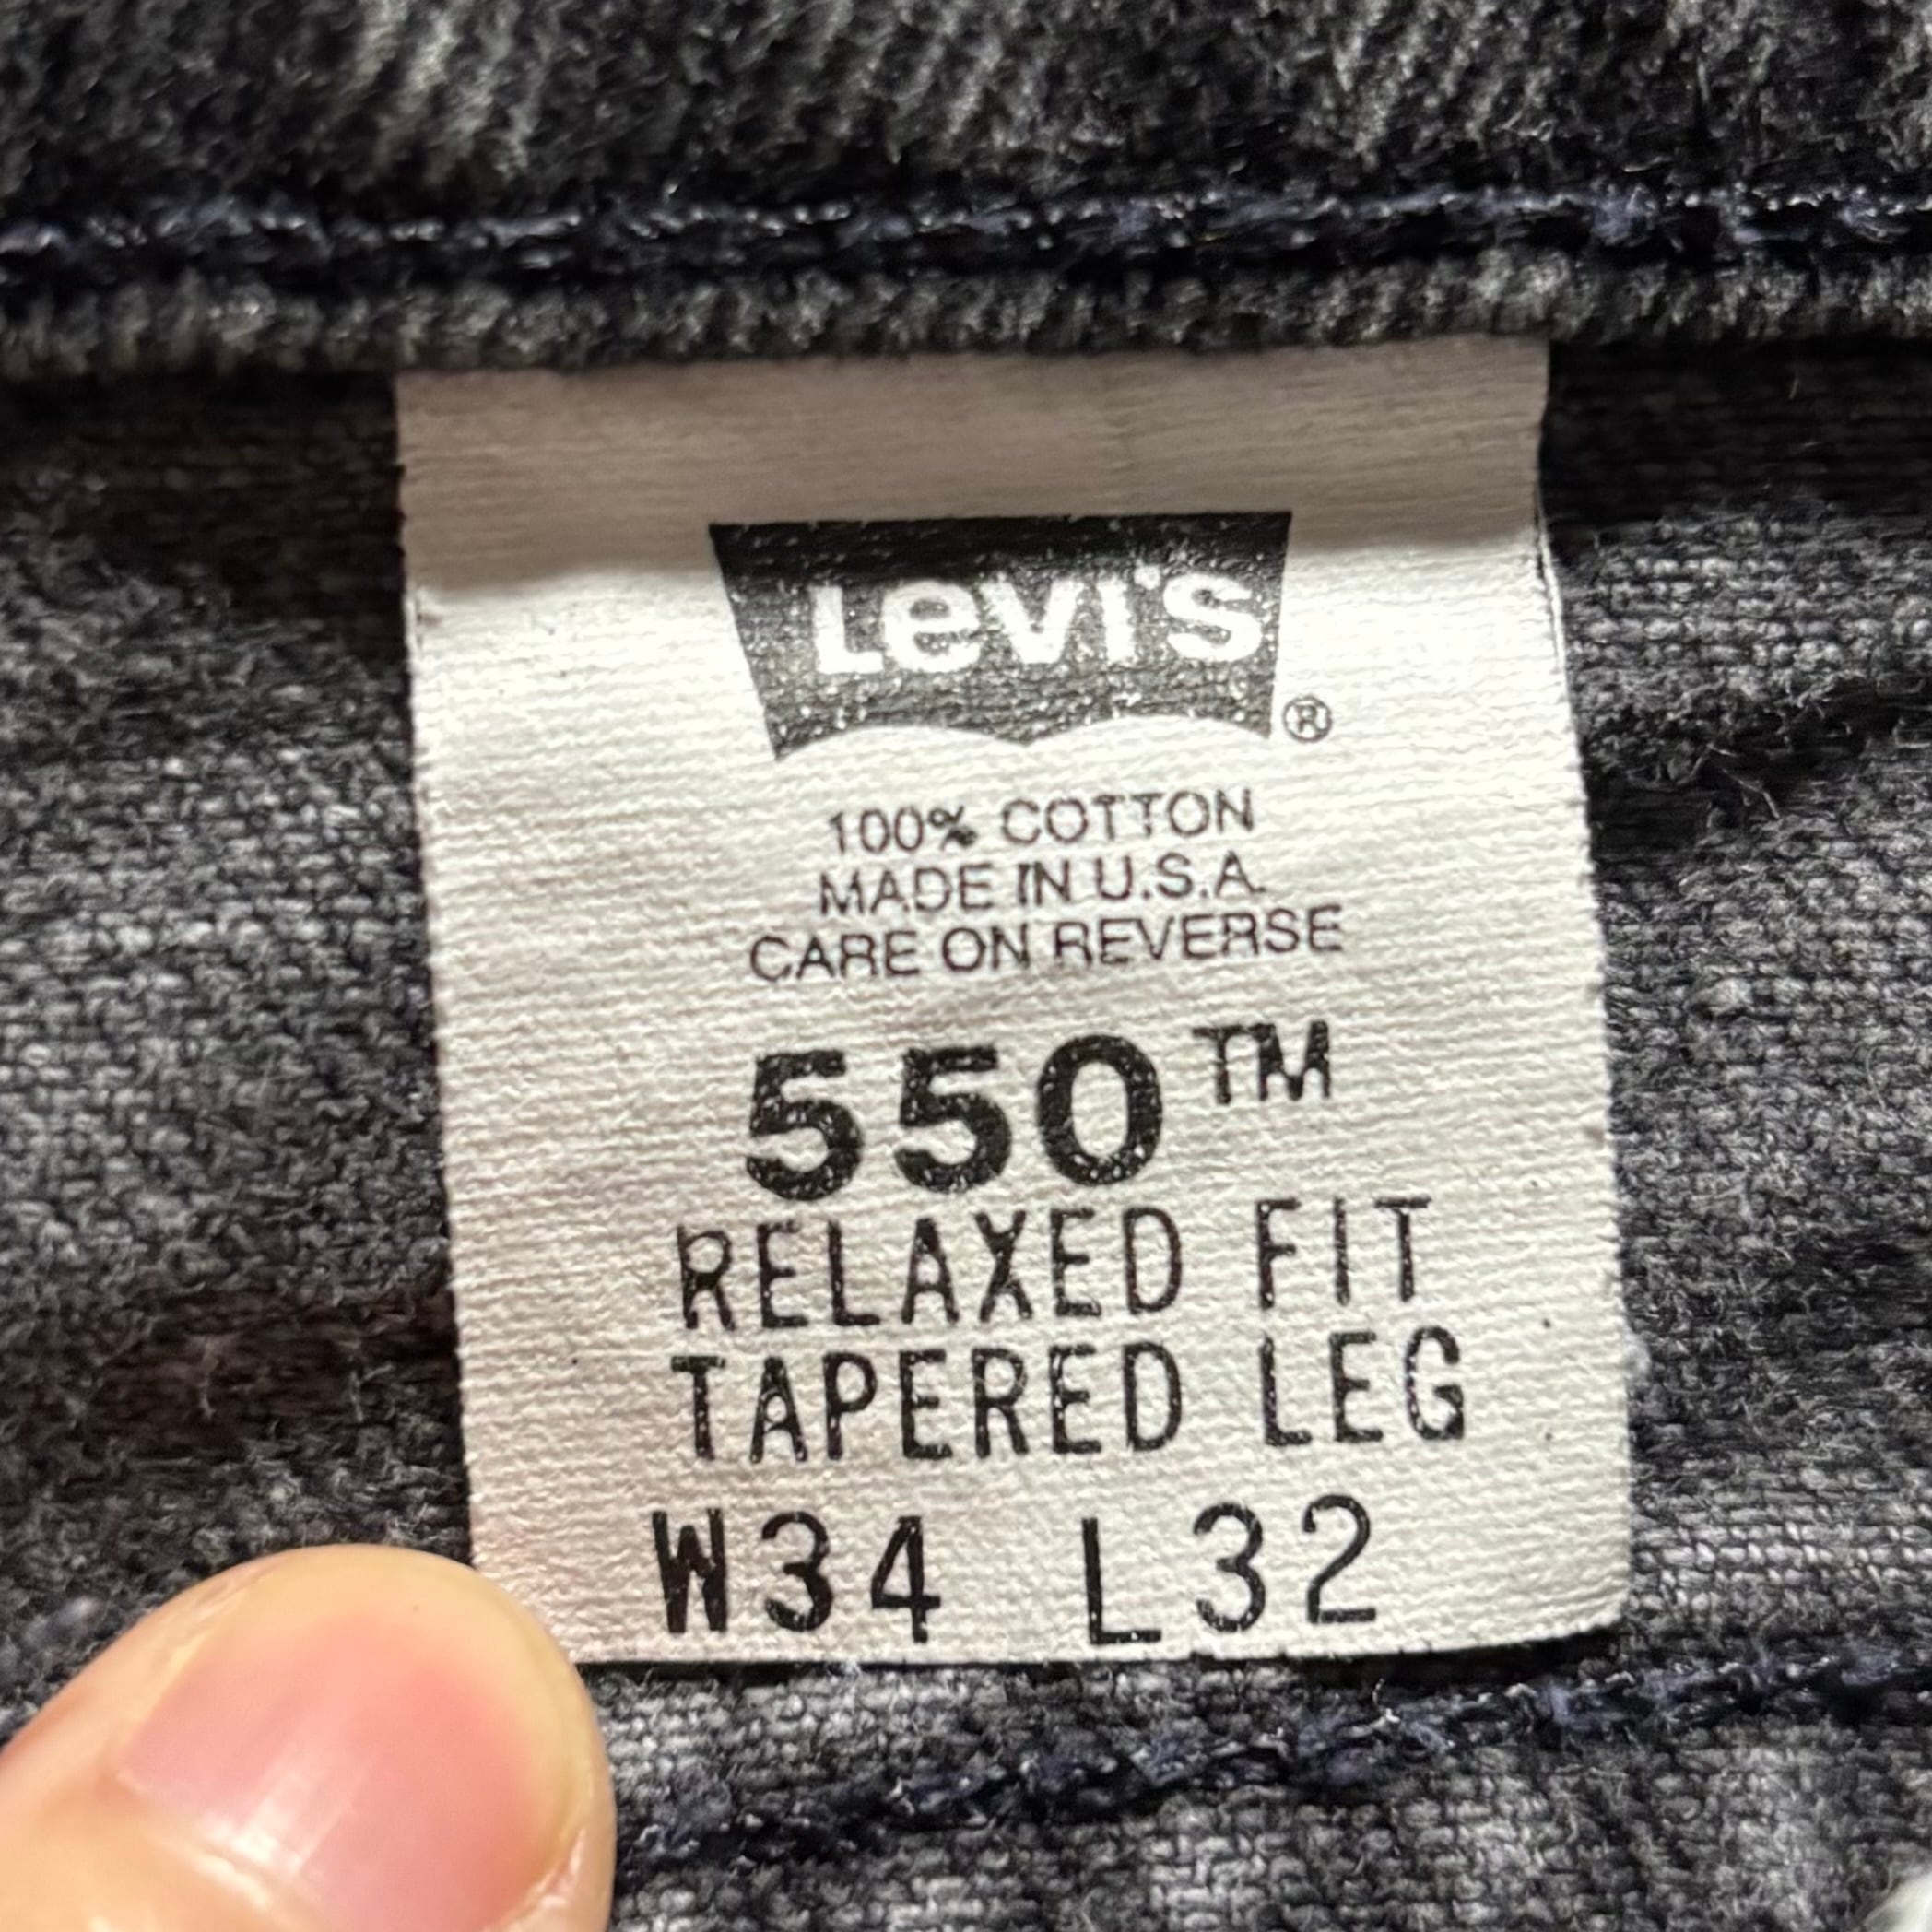 Levi's®
100% COTTON
MADE IN U.S.A.
CARE ON REVERSE
550™
RELAXED FIT
TAPERED LEG
W34 L32